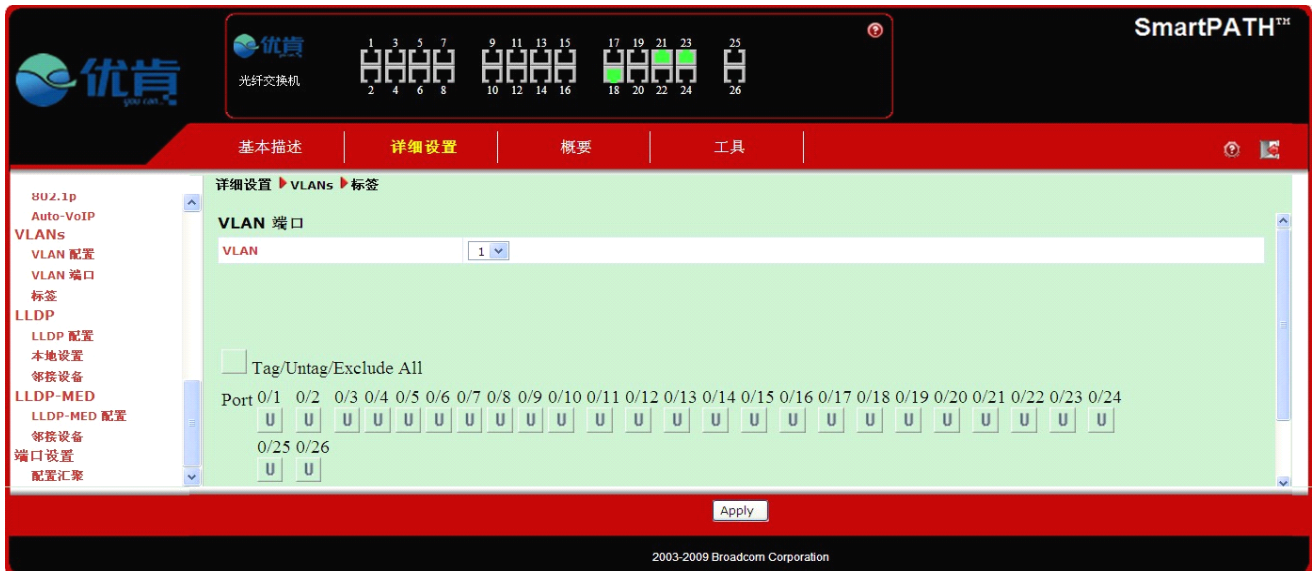 SmartPATH™
优肯
you can..
优肯
光纤交换机
1 3 5 7 9 11 13 15 17 19 21 23 25
2 4 6 8 10 12 14 16 18 20 22 24 26
基本描述 详细设置 概要 工具
802.1p
Auto-VoIP
VLANs
VLAN 配置
VLAN 端口
标签
LLDP
LLDP 配置
本地设置
邻接设备
LLDP-MED
LLDP-MED 配置
邻接设备
端口设置
配置汇聚
详细设置 VLANs 标签
VLAN 端口
VLAN 1
Tag/Untag/Exclude All
Port 0/1 0/2 0/3 0/4 0/5 0/6 0/7 0/8 0/9 0/10 0/11 0/12 0/13 0/14 0/15 0/16 0/17 0/18 0/19 0/20 0/21 0/22 0/23 0/24
U U U U U U U U U U U U U U U U U U U U U U U U
0/25 0/26
U U
Apply
2003-2009 Broadcom Corporation